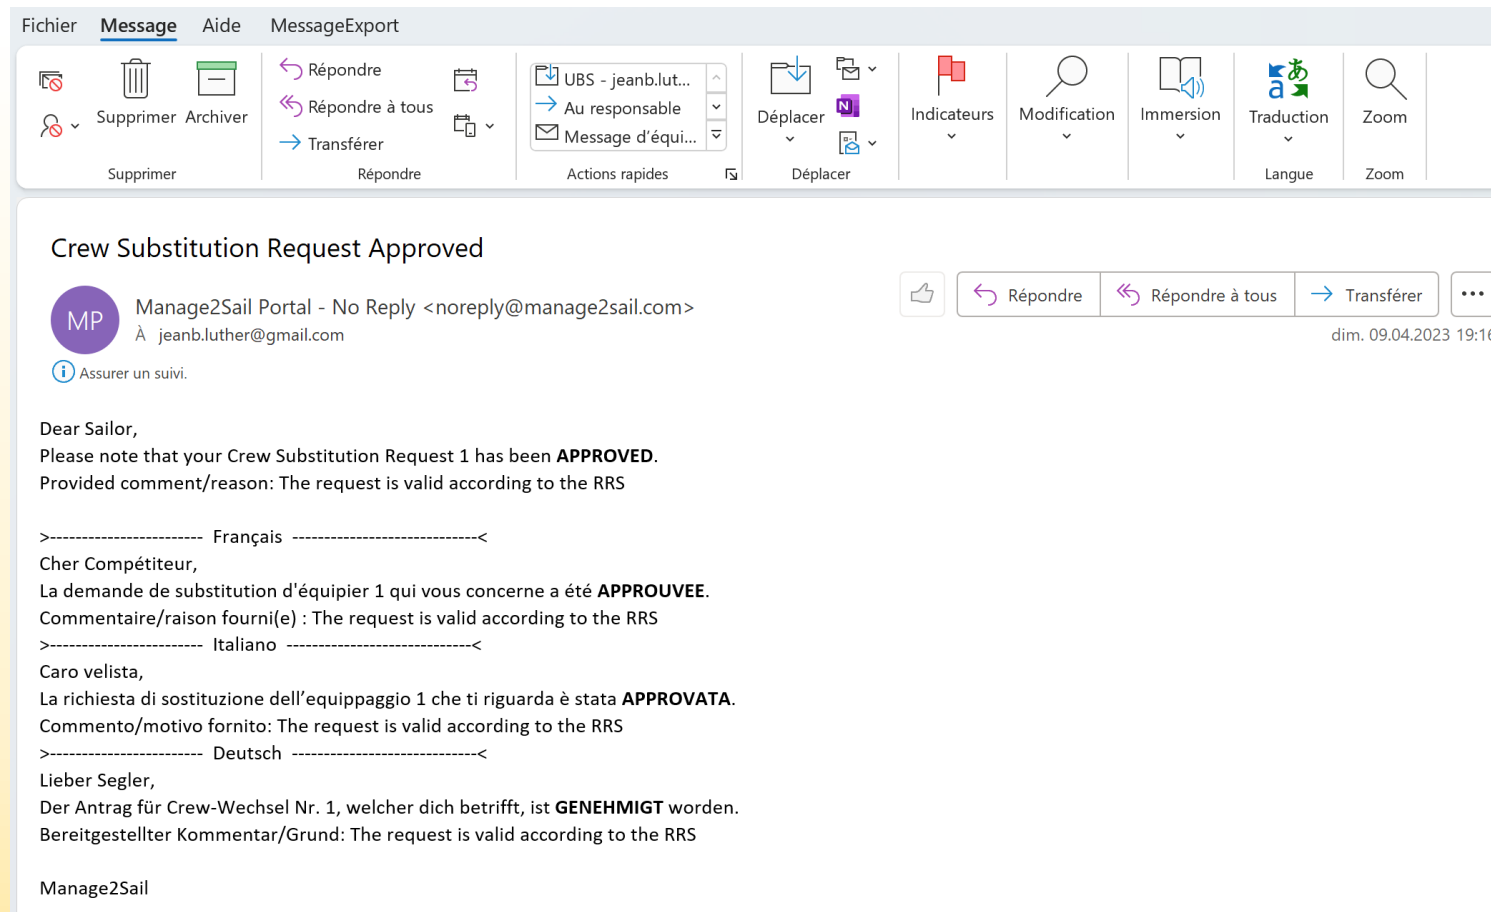 Fichier Message Aide MessageExport
Supprimer Archiver
Répondre
Répondre à tous
Transférer
UBS - jeanb.lut...
Au responsable
Message d'équi...
Déplacer
Indicateurs
Modification
Immersion
Traduction
Zoom
Supprimer Répondre Actions rapides Déplacer Langue Zoom
Crew Substitution Request Approved
MP
Manage2Sail Portal - No Reply <noreply@manage2sail.com>
À jeanb.luther@gmail.com
Répondre Répondre à tous Transférer
dim. 09.04.2023 19:16
Assurer un suivi.
Dear Sailor,
Please note that your Crew Substitution Request 1 has been APPROVED.
Provided comment/reason: The request is valid according to the RRS
>------------------------ Français -----------------------------<
Cher Compétiteur,
La demande de substitution d'équipier 1 qui vous concerne a été APPROUVEE.
Commentaire/raison fourni(e) : The request is valid according to the RRS
>------------------------ Italiano -----------------------------<
Caro velista,
La richiesta di sostituzione dell’equippaggio 1 che ti riguarda è stata APPROVATA.
Commento/motivo fornito: The request is valid according to the RRS
>------------------------ Deutsch -----------------------------<
Lieber Segler,
Der Antrag für Crew-Wechsel Nr. 1, welcher dich betrifft, ist GENEHMIGT worden.
Bereitgestellter Kommentar/Grund: The request is valid according to the RRS
Manage2Sail